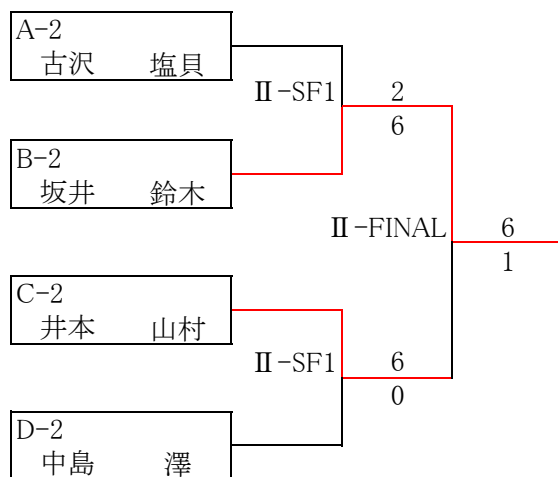 A-2
古沢 塩貝
Ⅱ-SF1
2
6
B-2
坂井 鈴木
Ⅱ-FINAL
6
1
C-2
井本 山村
Ⅱ-SF1
6
0
D-2
中島 澤